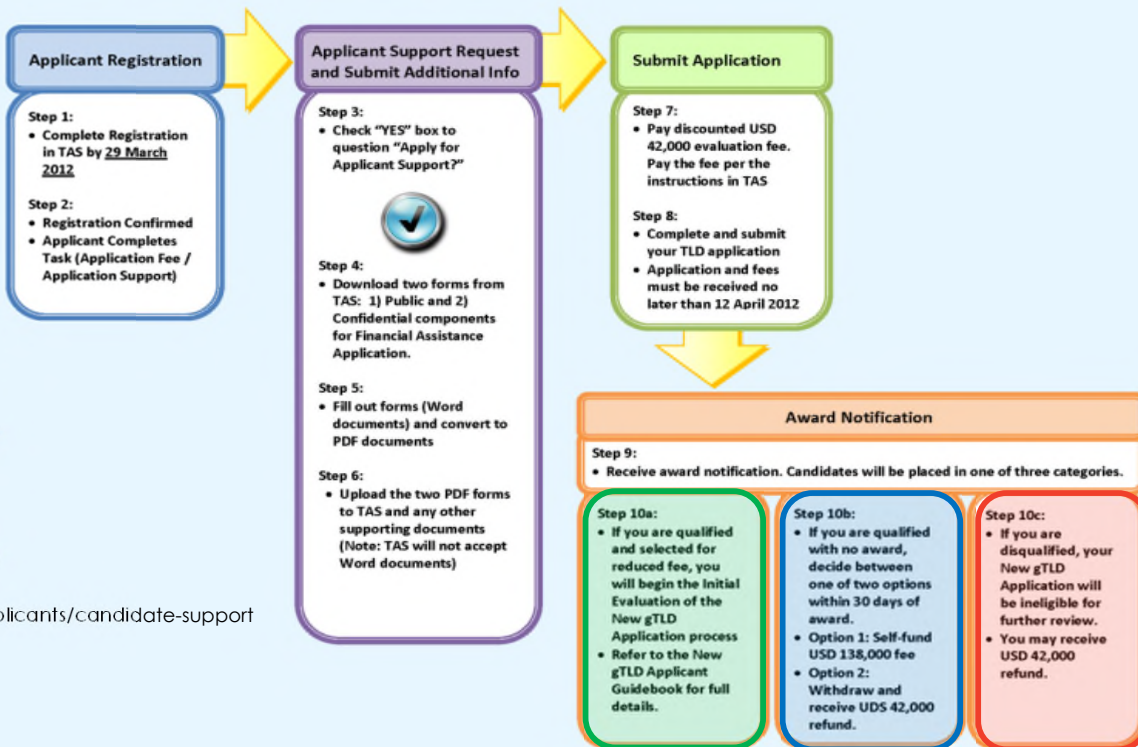 Applicant Registration
Step 1:
• Complete Registration
in TAS by 29 March
2012
Step 2:
• Registration Confirmed
• Applicant Completes
Task (Application Fee /
Application Support)
Applicant Support Request
and Submit Additional Info
Step 3:
• Check “YES” box to
question “Apply for
Applicant Support?”
Step 4:
• Download two forms from
TAS: 1) Public and 2)
Confidential components
for Financial Assistance
Application.
Step 5:
• Fill out forms (Word
documents) and convert to
PDF documents
Step 6:
• Upload the two PDF forms
to TAS and any other
supporting documents
(Note: TAS will not accept
Word documents)
Submit Application
Step 7:
• Pay discounted USD
42,000 evaluation fee.
Pay the fee per the
instructions in TAS
Step 8:
• Complete and submit
your TLD application
• Application and fees
must be received no
later than 12 April 2012
Award Notification
Step 9:
• Receive award notification. Candidates will be placed in one of three categories.
Step 10a:
• If you are qualified
and selected for
reduced fee, you
will begin the Initial
Evaluation of the
New gTLD
Application process
• Refer to the New
gTLD Applicant
Guidebook for full
details.
Step 10b:
• If you are qualified
with no award,
decide between
one of two options
within 30 days of
award.
• Option 1: Self-fund
USD 138,000 fee
• Option 2:
Withdraw and
receive UDS 42,000
refund.
Step 10c:
• If you are
disqualified, your
New gTLD
Application will
be ineligible for
further review.
• You may receive
USD 42,000
refund.
plicants/candidate-support